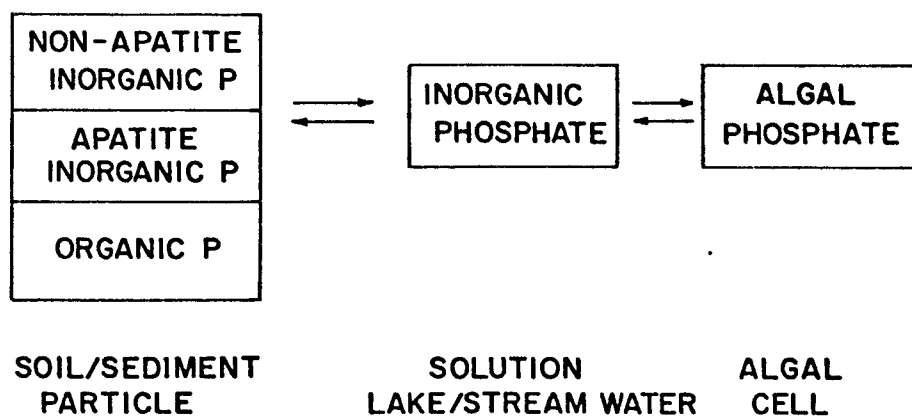 NON-APATITE
INORGANIC P
APATITE
INORGANIC P
ORGANIC P
INORGANIC
PHOSPHATE
ALGAL
PHOSPHATE
SOIL/SEDIMENT
PARTICLE
SOLUTION
LAKE/STREAM WATER
ALGAL
CELL